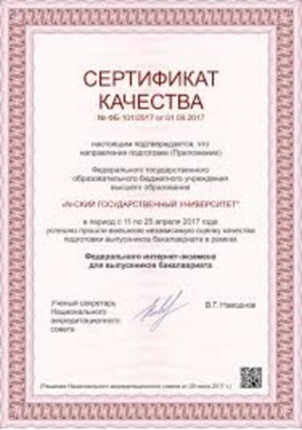 СЕРТИФИКАТ
КАЧЕСТВА
№ ФБ-101/2017 от 01.09.2017
настоящим подтверждается, что
направления подготовки (Приложение)
Федерального государственного
образовательного бюджетного учреждения
высшего образования
«N-СКИЙ ГОСУДАРСТВЕННЫЙ УНИВЕРСИТЕТ"
в период с 11 по 25 апреля 2017 года
успешно прошли внешнюю независимую оценку качества
подготовки выпускников бакалавриата в рамках
Федерального интернет-экзамена
для выпускников бакалавриата
Ученый секретарь
Национального
аккредитационного
совета
В.Г. Наводнов
(Решение Национального аккредитационного совета от 29 июня 2017 г.)